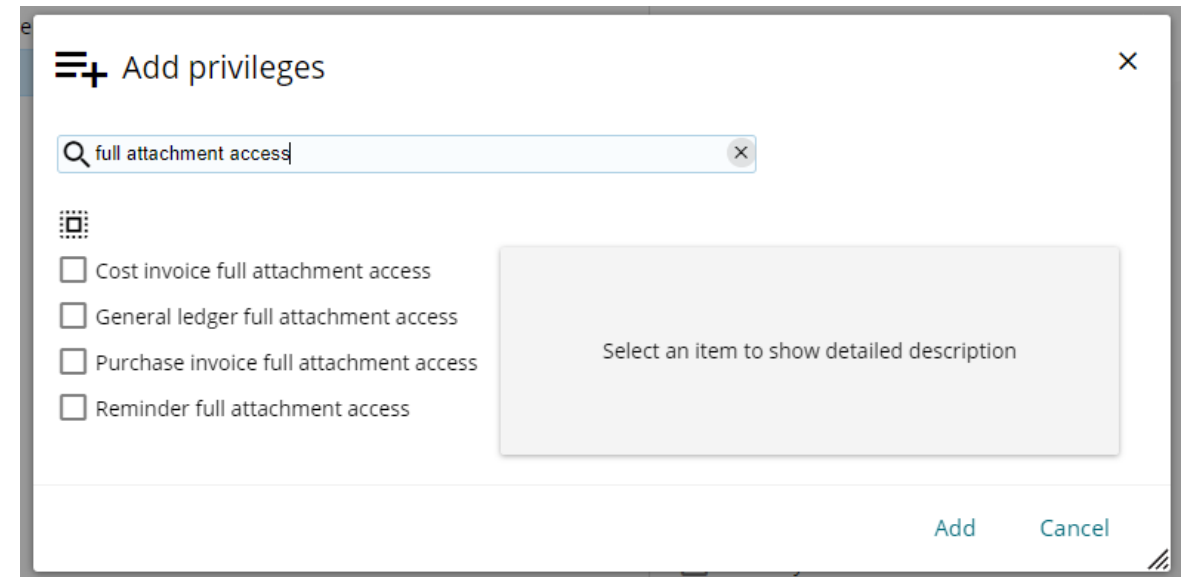 Add privileges
full attachment access
Cost invoice full attachment access
General ledger full attachment access
Purchase invoice full attachment access
Reminder full attachment access
Select an item to show detailed description
Add
Cancel